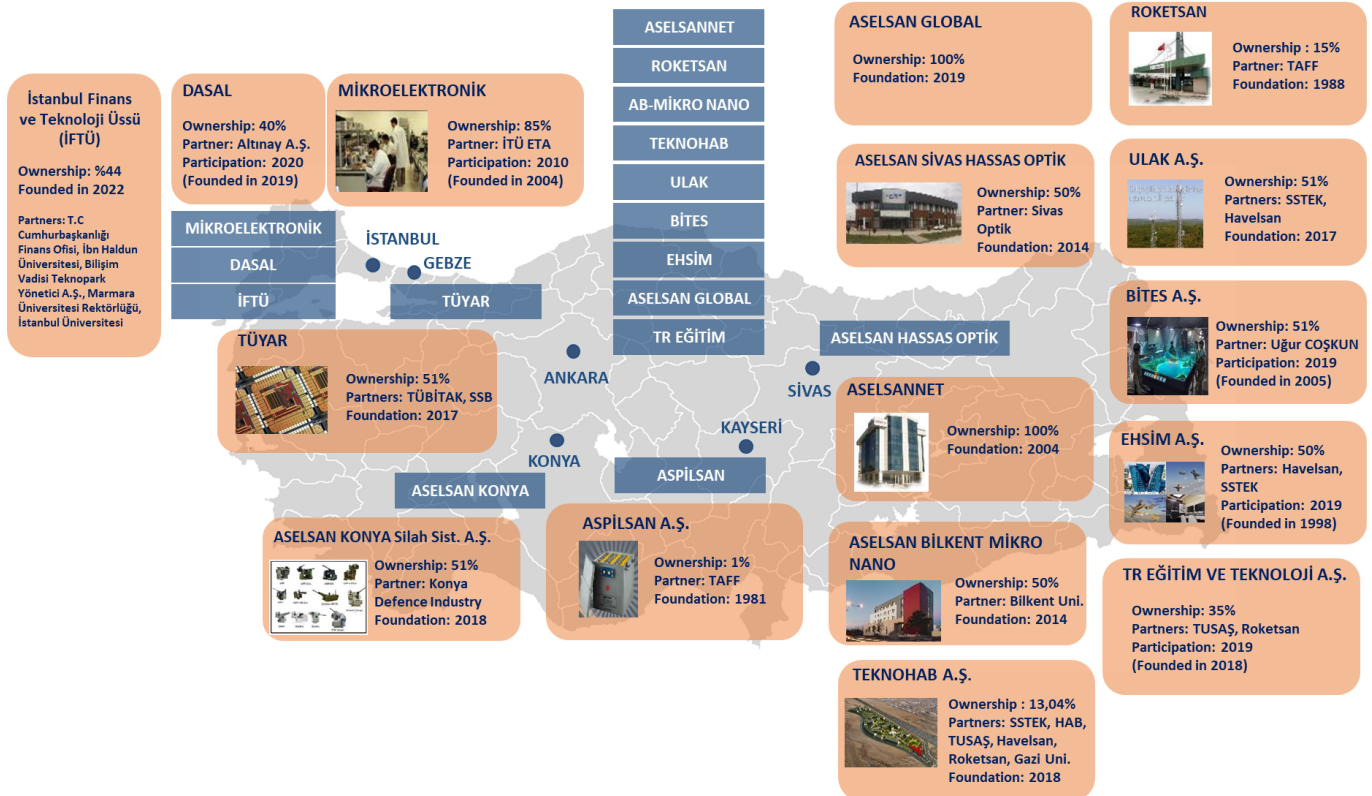 İstanbul Finans
ve Teknoloji Üssü
(İFTÜ)
Ownership: %44
Founded in 2022
Partners: T.C
Cumhurbaşkanlığı
Finans Ofisi, İbn Haldun
Üniversitesi, Bilişim
Vadisi Teknopark
Yönetici A.Ş., Marmara
Üniversitesi Rektörlüğü,
İstanbul Üniversitesi
DASAL
Ownership: 40%
Partner: Altınay A.Ş.
Participation: 2020
(Founded in 2019)
MİKROELEKTRONİK
Ownership: 85%
Partner: İTÜ ETA
Participation: 2010
(Founded in 2004)
MİKROELEKTRONİK
DASAL
İFTÜ
İSTANBUL
GEBZE
TÜYAR
TÜYAR
Ownership: 51%
Partners: TÜBİTAK, SSB
Foundation: 2017
ASELSANNET
ROKETSAN
AB-MİKRO NANO
TEKNOHAB
ULAK
BİTES
EHSİM
ASELSAN GLOBAL
TR EĞİTİM
ANKARA
KONYA
ASELSAN KONYA
ASELSAN KONYA Silah Sist. A.Ş.
Ownership: 51%
Partner: Konya
Defence Industry
Foundation: 2018
KAYSERİ
ASPİLSAN
ASPİLSAN A.Ş.
Ownership: 1%
Partner: TAFF
Foundation: 1981
ASELSAN HASSAS OPTİK
SİVAS
ASELSAN GLOBAL
Ownership: 100%
Foundation: 2019
ASELSAN SİVAS HASSAS OPTİK
Ownership: 50%
Partner: Sivas
Optik
Foundation: 2014
ASELSANNET
Ownership: 100%
Foundation: 2004
ASELSAN BİLKENT MİKRO
NANO
Ownership: 50%
Partner: Bilkent Uni.
Foundation: 2014
TEKNOHAB A.Ş.
Ownership : 13,04%
Partners: SSTEK, HAB,
TUSAŞ, Havelsan,
Roketsan, Gazi Uni.
Foundation: 2018
ROKETSAN
Ownership : 15%
Partner: TAFF
Foundation: 1988
ULAK A.Ş.
Ownership: 51%
Partners: SSTEK,
Havelsan
Foundation: 2017
BİTES A.Ş.
Ownership: 51%
Partner: Uğur COŞKUN
Participation: 2019
(Founded in 2005)
EHSİM A.Ş.
Ownership: 50%
Partners: Havelsan,
SSTEK
Participation: 2019
(Founded in 1998)
TR EĞİTİM VE TEKNOLOJİ A.Ş.
Ownership: 35%
Partners: TUSAŞ, Roketsan
Participation: 2019
(Founded in 2018)